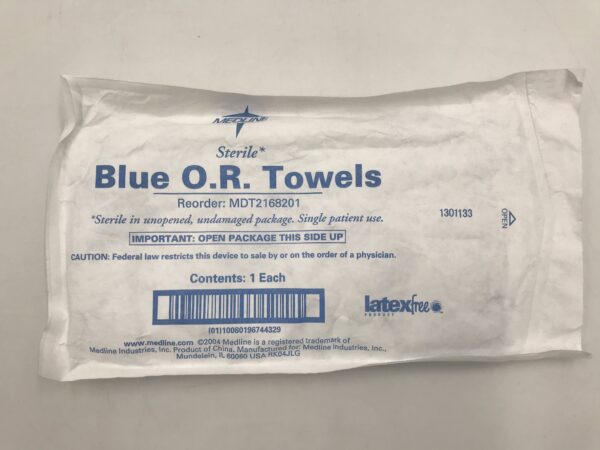 MEDLINE
Sterile*
Blue O.R. Towels
Reorder: MDT2168201
*Sterile in unopened, undamaged package. Single patient use.
1301133
OPEN
IMPORTANT: OPEN PACKAGE THIS SIDE UP
CAUTION: Federal law restricts this device to sale by or on the order of a physician.
Contents: 1 Each
latexfree
PRODUCT
(01)10080196744329
www.medline.com ©2004 Medline is a registered trademark of
Medline Industries, Inc. Product of China. Manufactured for: Medline Industries, Inc.,
Mundelein, IL 60060 USA RK04JLG